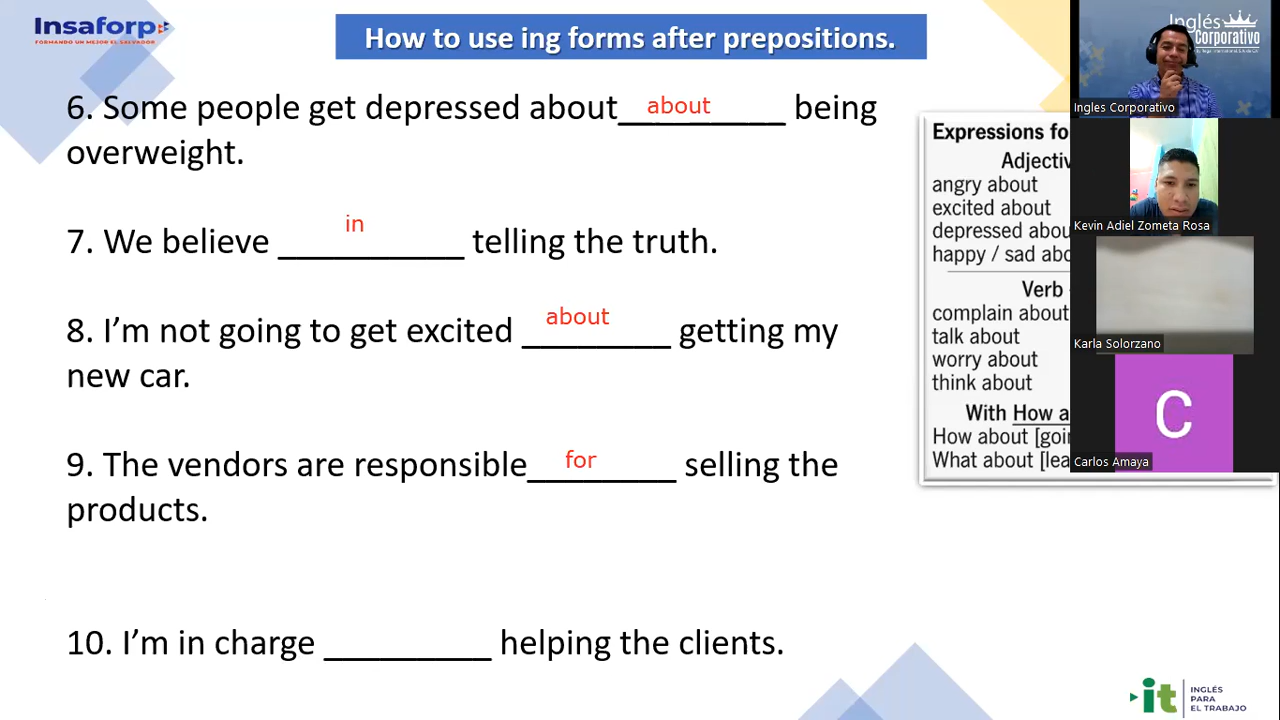 Insaforp
FORMANDO UN MEJOR EL SALVADOR
How to use ing forms after prepositions.
6. Some people get depressed about_________ being
about
overweight.
in
7. We believe __________ telling the truth.
about
8. I’m not going to get excited ________ getting my
new car.
for
9. The vendors are responsible________ selling the
products.
10. I’m in charge _________ helping the clients.
Expressions fo
Adjectiv
angry about
excited about
depressed abou
happy / sad abo
Verb
complain about
talk about
worry about
think about
With How a
How about [goi
What about [lea
Inglés
Corporativo
Ingles Corporativo
Kevin Adiel Zometa Rosa
Karla Solorzano
C
Carlos Amaya
it
INGLÉS
PARA
EL TRABAJO